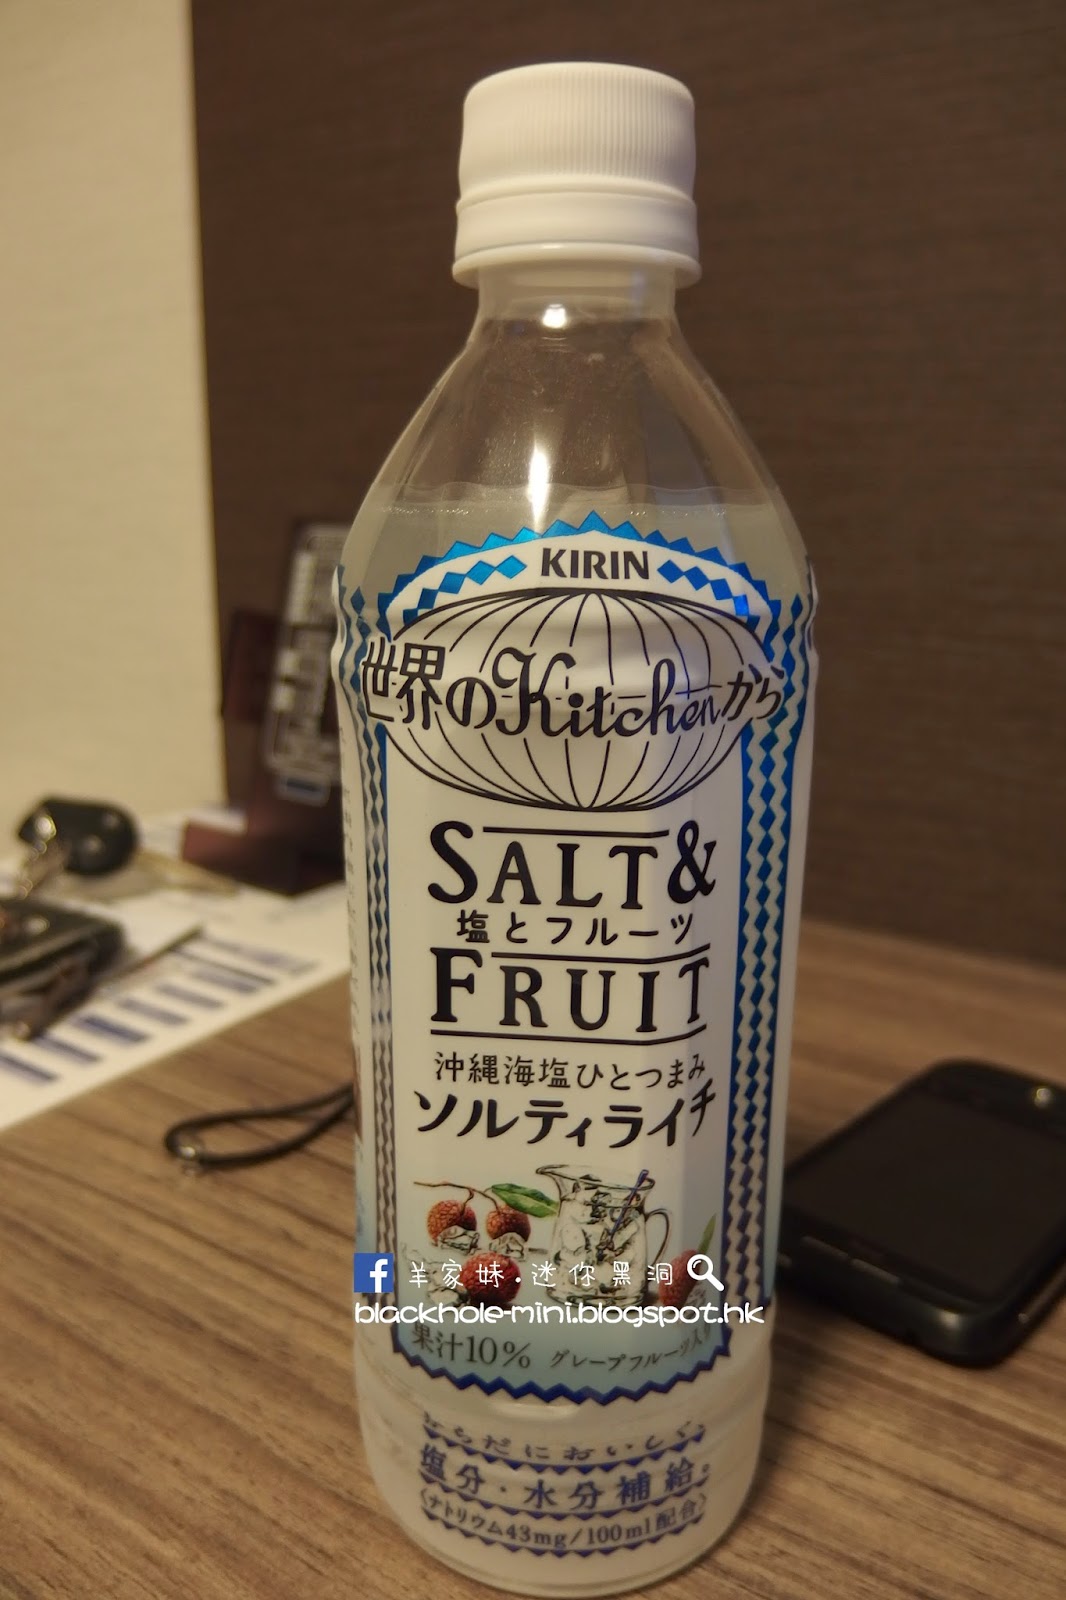 KIRIN
世界のKitchenから
SALT&
塩とフルーツ
FRUIT
沖縄海塩ひとつまみ
ソルティライチ
羊家妹.迷你黑洞
blackhole-mini.blogspot.hk
果汁10% グレープフルーツ入り
からだにおいしく、
塩分・水分補給。
〈ナトリウム43mg/100ml配合〉